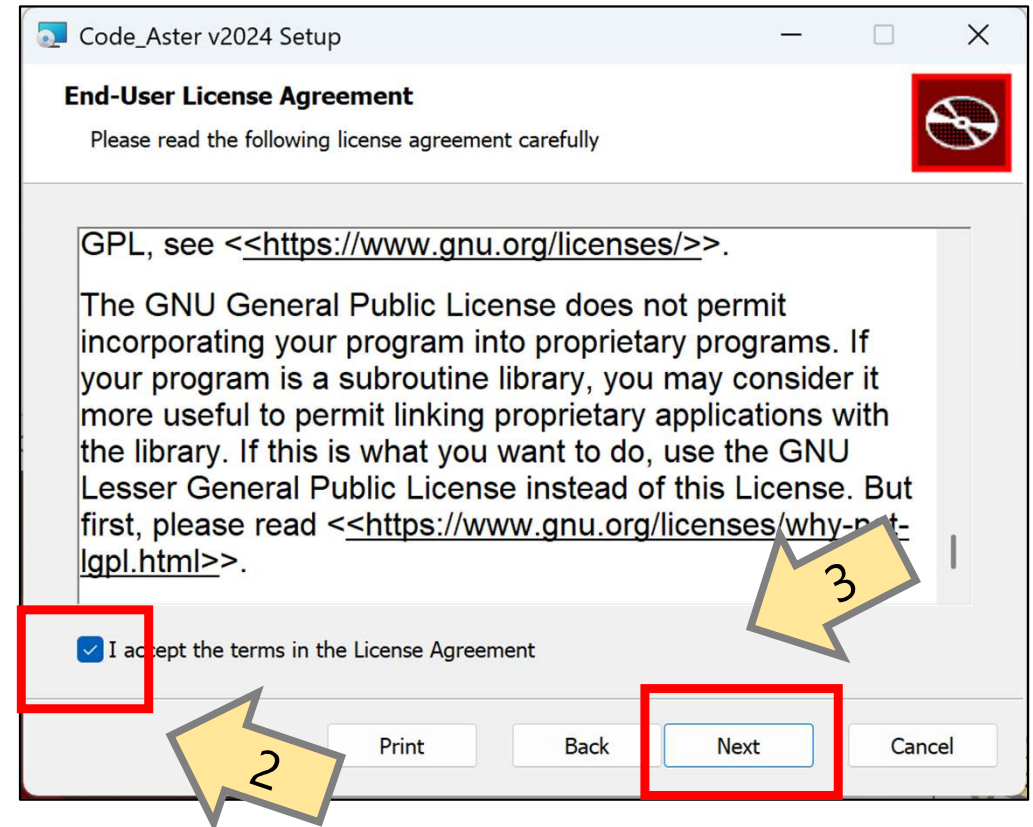 Code_Aster v2024 Setup
End-User License Agreement
Please read the following license agreement carefully
GPL, see <<https://www.gnu.org/licenses/>>.
The GNU General Public License does not permit
incorporating your program into proprietary programs. If
your program is a subroutine library, you may consider it
more useful to permit linking proprietary applications with
the library. If this is what you want to do, use the GNU
Lesser General Public License instead of this License. But
first, please read <<https://www.gnu.org/licenses/why-not-
lgpl.html>>.
3
I accept the terms in the License Agreement
2
Print Back Next Cancel